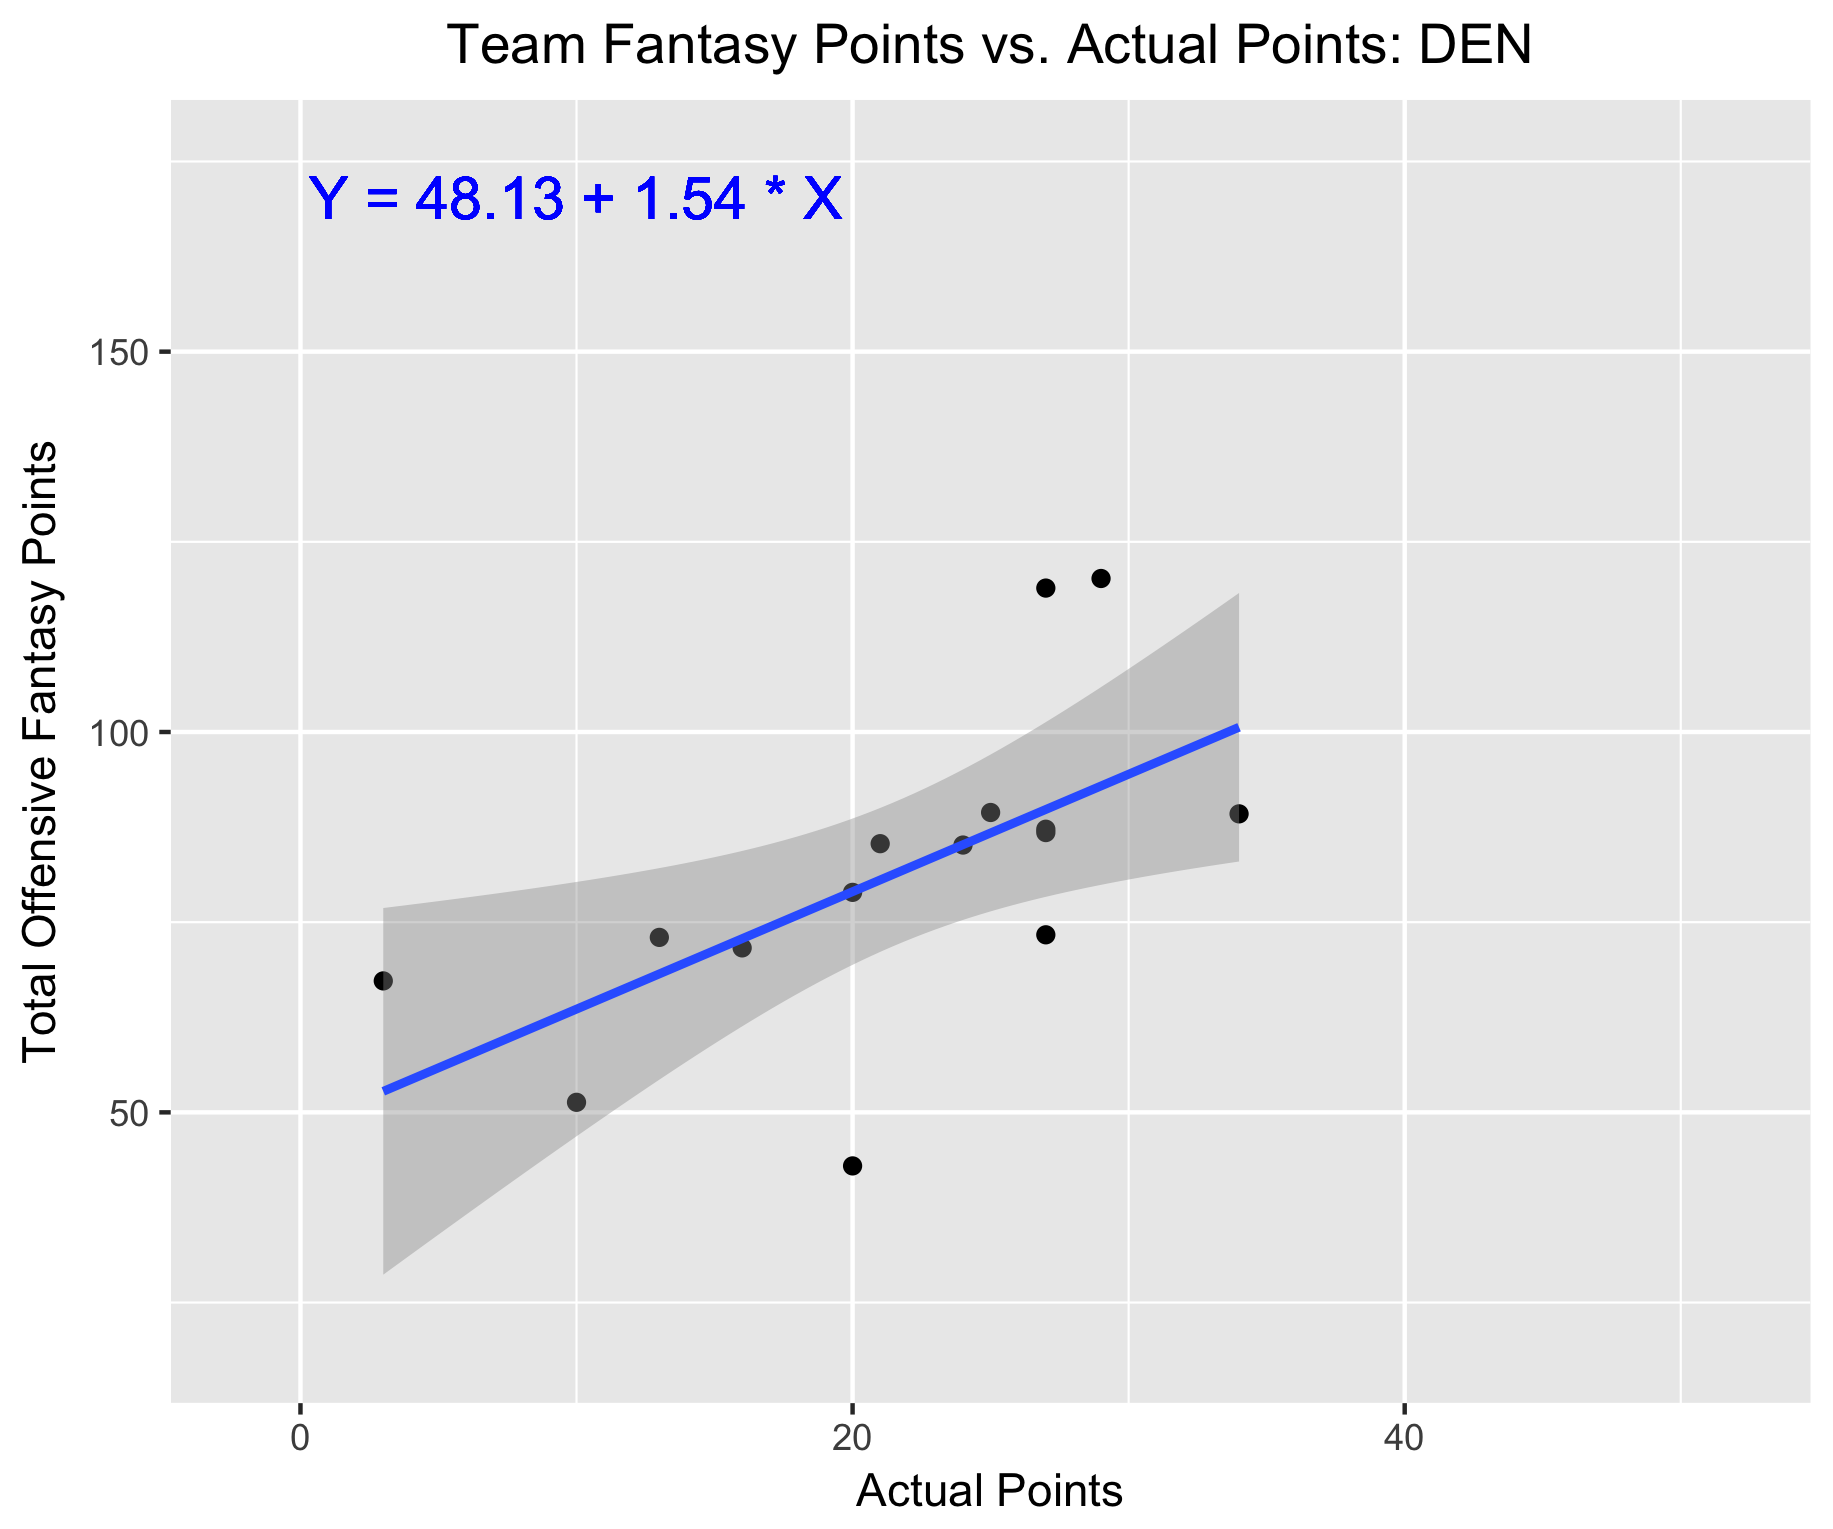 Team Fantasy Points vs. Actual Points: DEN
Y = 48.13 + 1.54 * X
Total Offensive Fantasy Points
150
100
50
0 20 40
Actual Points